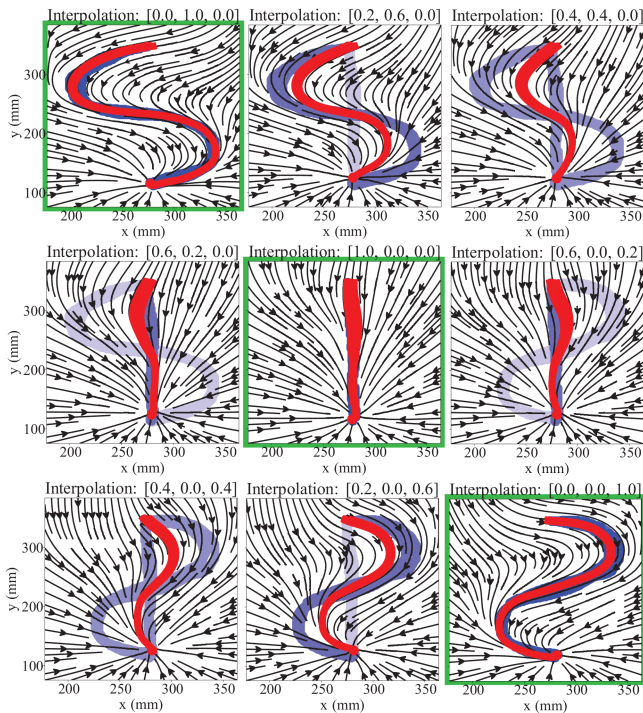 Interpolation: [0.0, 1.0, 0.0] Interpolation: [0.2, 0.6, 0.0] Interpolation: [0.4, 0.4, 0.0]
y (mm)
300
200
100
200 250 300 350 200 250 300 350 200 250 300 350
x (mm) x (mm) x (mm)
Interpolation: [0.6, 0.2, 0.0] Interpolation: [1.0, 0.0, 0.0] Interpolation: [0.6, 0.0, 0.2]
y (mm)
300
200
100
200 250 300 350 200 250 300 350 200 250 300 350
x (mm) x (mm) x (mm)
Interpolation: [0.4, 0.0, 0.4] Interpolation: [0.2, 0.0, 0.6] Interpolation: [0.0, 0.0, 1.0]
y (mm)
300
200
100
200 250 300 350 200 250 300 350 200 250 300 350
x (mm) x (mm) x (mm)